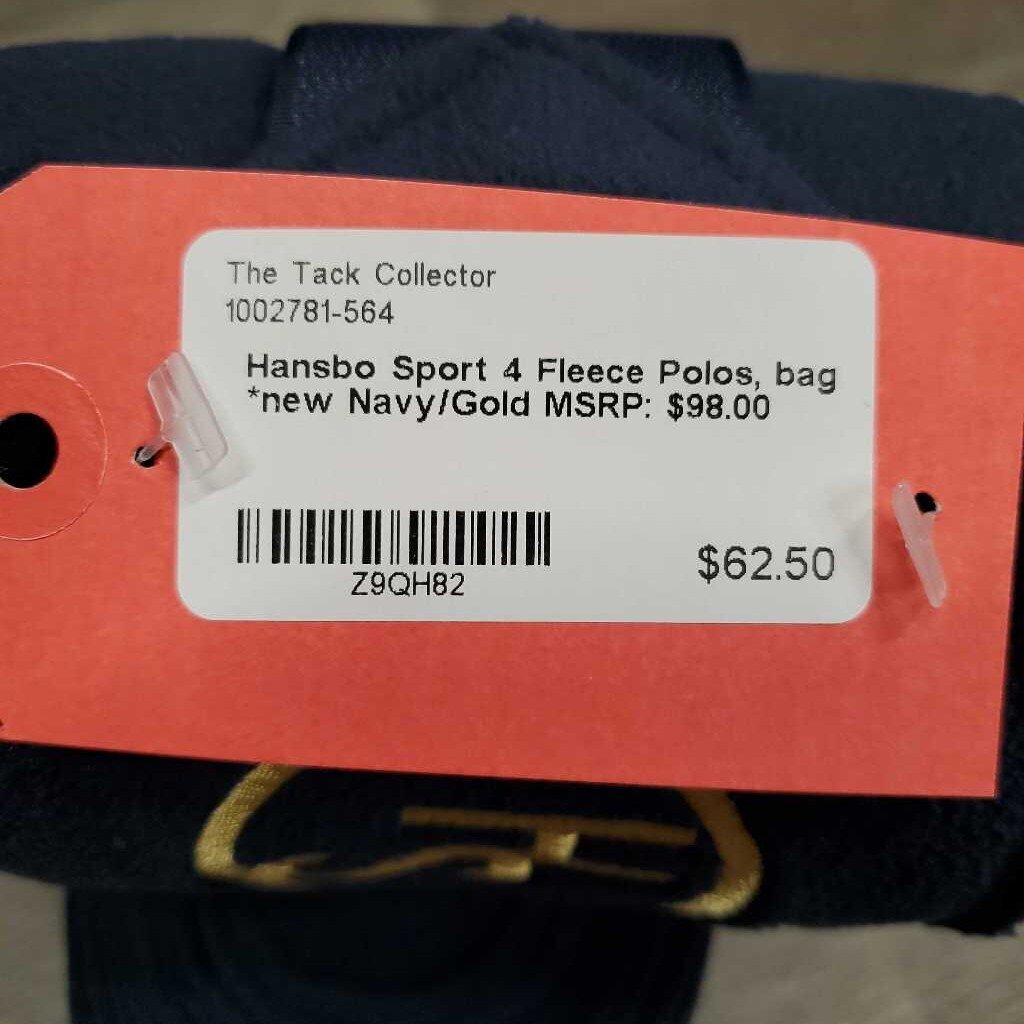 The Tack Collector
1002781-564
Hansbo Sport 4 Fleece Polos, bag
*new Navy/Gold MSRP: $98.00
Z9QH82
$62.50